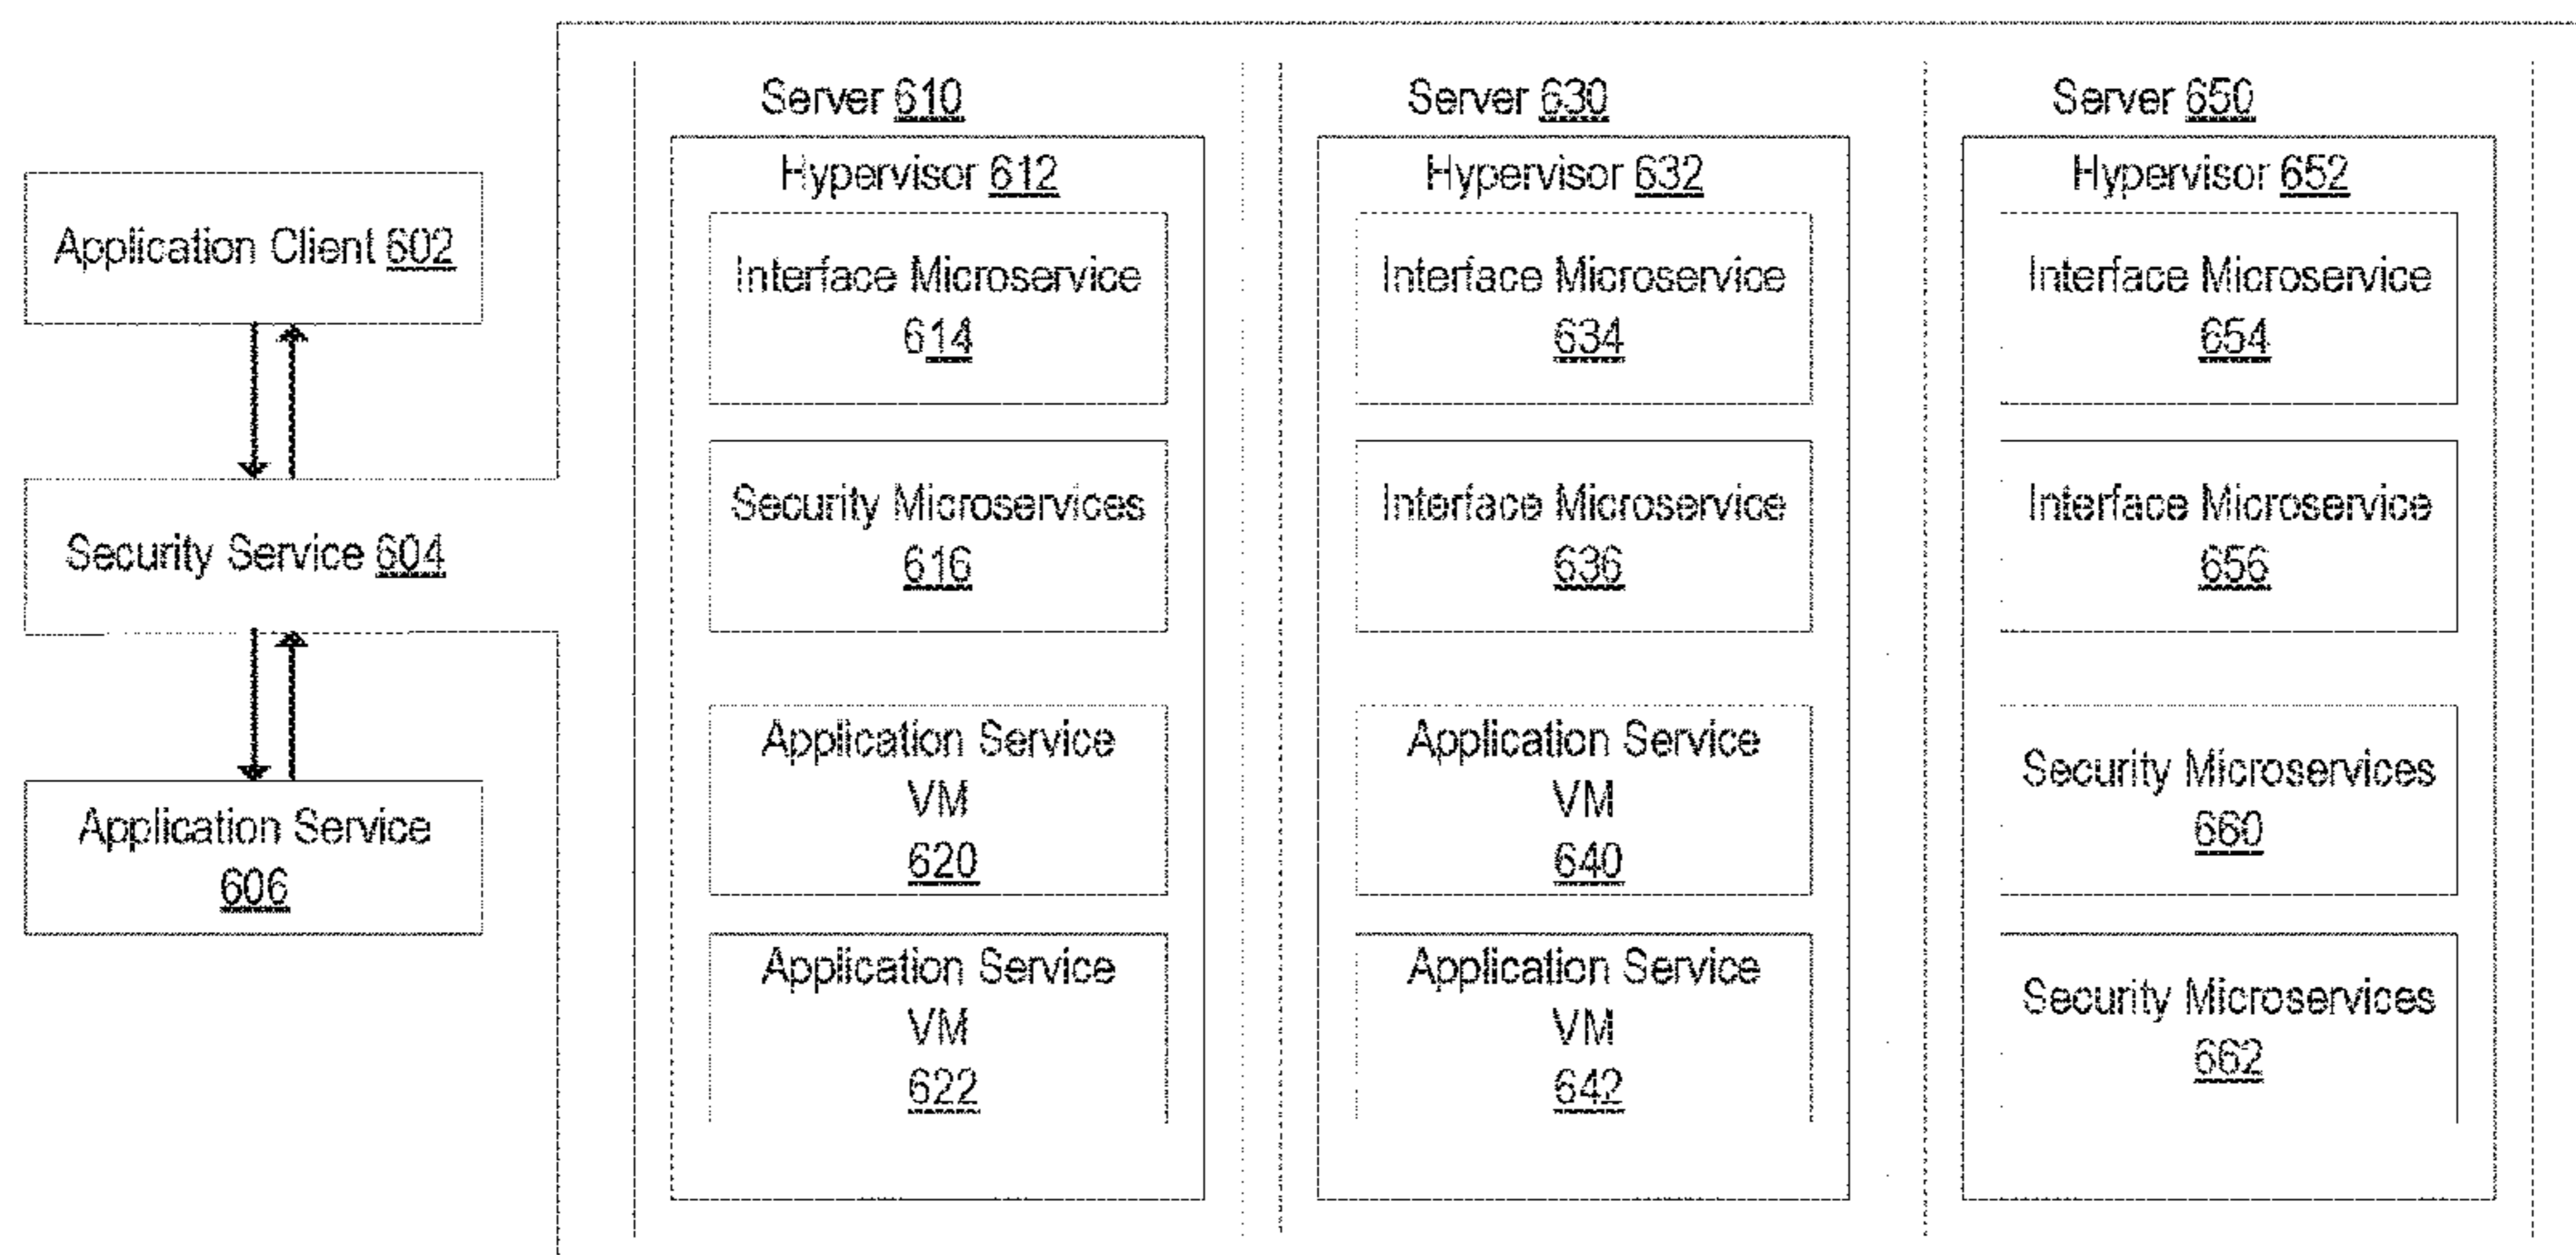 Application Client 602
Security Service 604
Application Service
606
Server 610
Hypervisor 612
Interface Microservice
614
Security Microservices
616
Application Service
VM
620
Application Service
VM
622
Server 630
Hypervisor 632
Interface Microservice
634
Interface Microservice
636
Application Service
VM
640
Application Service
VM
642
Server 650
Hypervisor 652
Interface Microservice
654
Interface Microservice
656
Security Microservices
660
Security Microservices
662